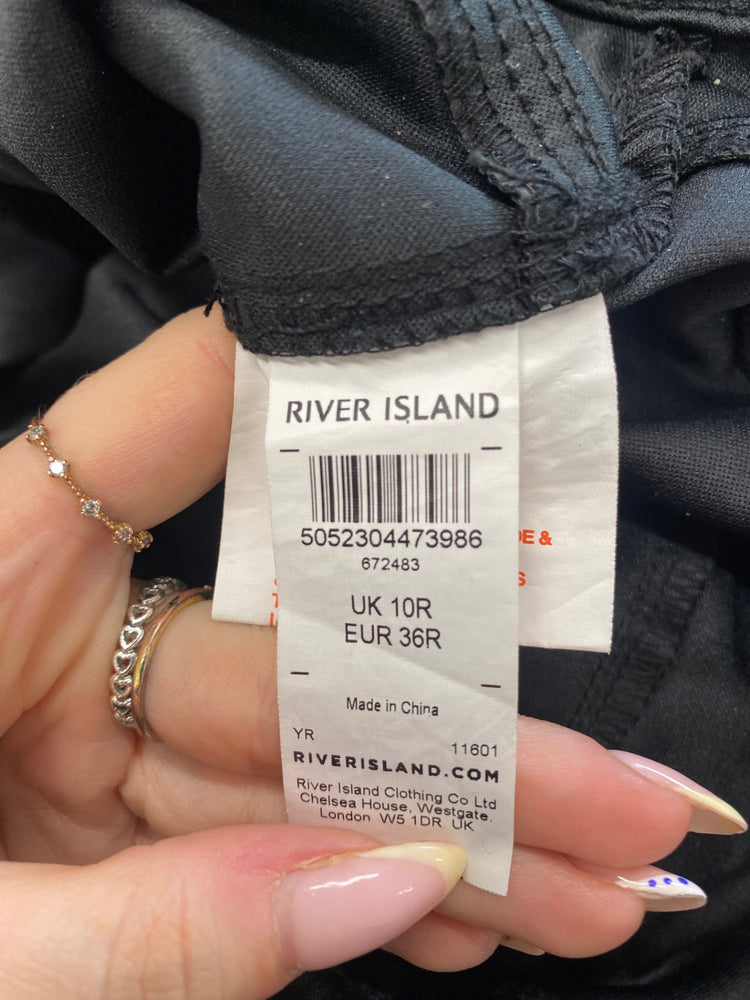 RIVER ISLAND
5052304473986
672483
UK 10R
EUR 36R
Made in China
YR
11601
RIVERISLAND.COM
River Island Clothing Co Ltd
Chelsea House, Westgate.
London W5 1DR UK
&